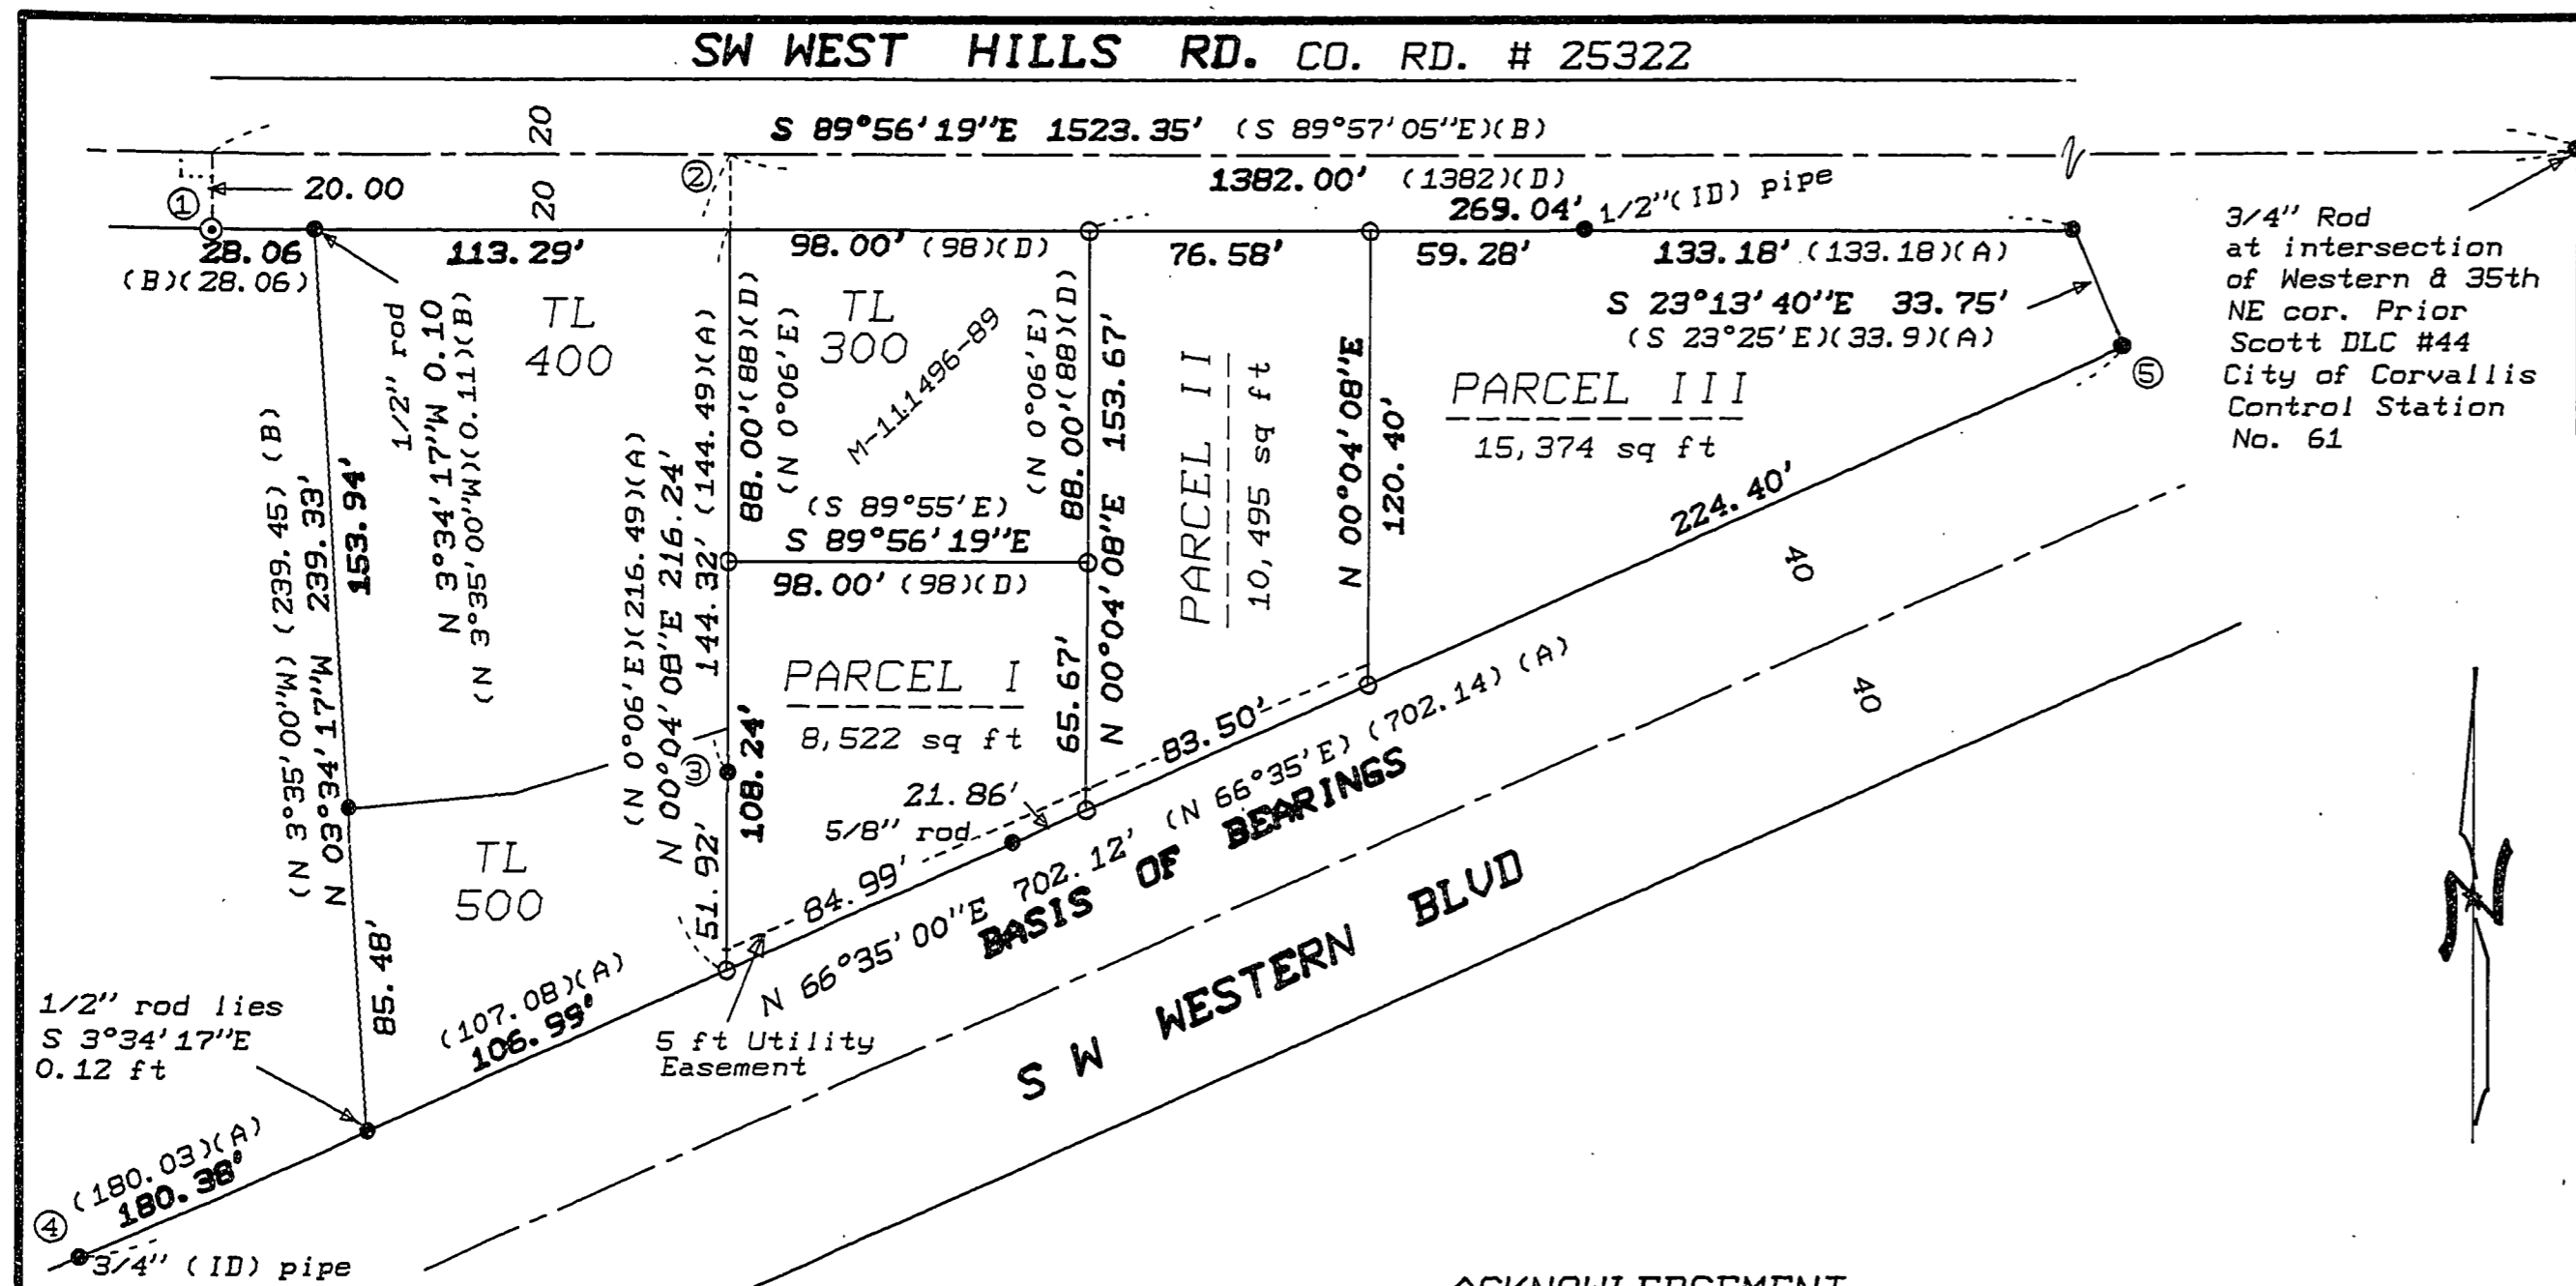 SW WEST HILLS RD. CO. RD. # 25322
20
S 89°56'19"E 1523.35' (S 89°57'05"E)(B)
②
1382.00' (1382)(D)
1/2"(ID) pipe
269.04'
①
20.00
20
28.06
(B)(28.06)
113.29'
98.00' (98)(D)
76.58'
59.28'
133.18' (133.18)(A)
S 23°13'40"E 33.75'
(S 23°25'E)(33.9)(A)
3/4" Rod
at intersection
of Western & 35th
NE cor. Prior
Scott DLC #44
City of Corvallis
Control Station
No. 61
1/2" rod
N 3°34'17"W 0.10
(N 3°35'00"W)(0.11)(B)
TL
400
88.00'(88)(D)
(N 0°06'E)
TL
300
M-111496-89
(N 0°06'E)
88.00'(88)(D)
N 00°04'08"E 153.67'
PARCEL II
10,495 sq ft
N 00°04'08"E
120.40'
PARCEL III
15,374 sq ft
⑤
(N 3°35'00"W) (239.45) (B)
N 03°34'17"W 239.33'
153.94'
(N 0°06'E)(216.49)(A)
N 00°04'08"E 216.24'
144.32' (144.49)(A)
(S 89°55'E)
S 89°56'19"E
98.00' (98)(D)
224.40'
40
40
PARCEL I
8,522 sq ft
65.67'
③
108.24'
51.92'
21.86'
5/8" rod
83.50'
84.99'
N 66°35'00"E 702.12' (N 66°35'E) (702.14) (A)
BASIS OF BEARINGS
TL
500
85.48'
1/2" rod lies
S 3°34'17"E
0.12 ft
(107.08)(A)
106.99'
5 ft Utility
Easement
S W WESTERN BLVD
N
(180.03)(A)
180.38'
④
3/4" (ID) pipe
ACKNOWLEDGEMENT